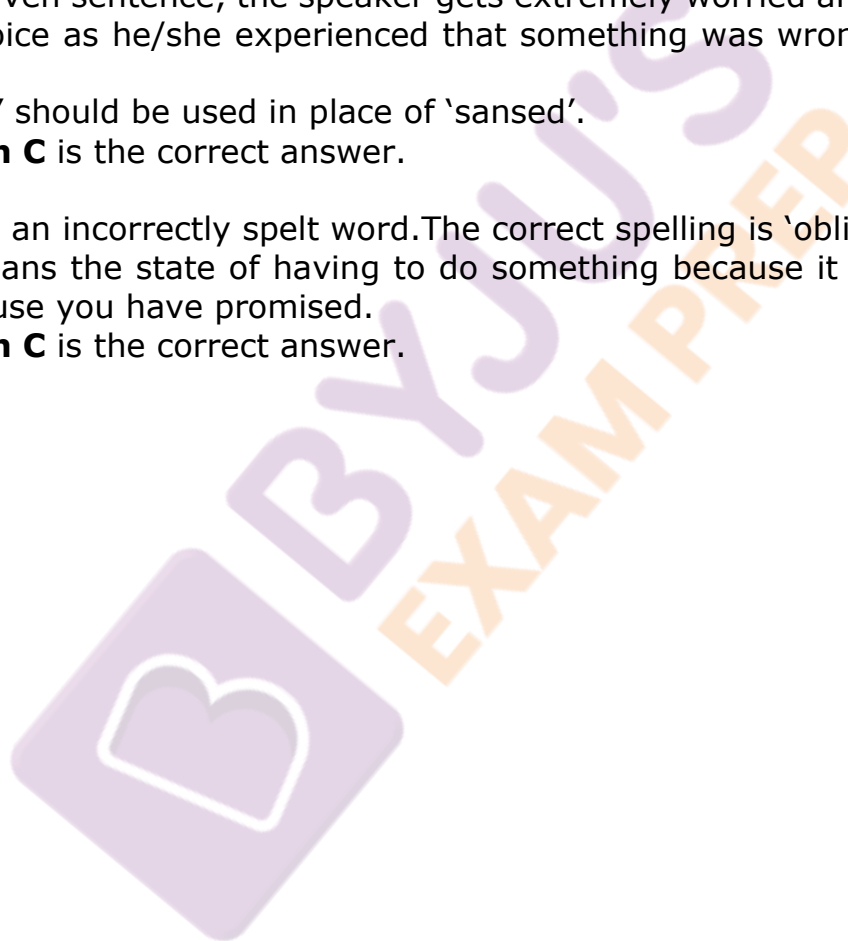 ven sentence, the speaker gets extremely worried an
oice as he/she experienced that something was wron
' should be used in place of 'sansed'.
n C is the correct answer.
an incorrectly spelt word.The correct spelling is 'obli
ans the state of having to do something because it
use you have promised.
n C is the correct answer.
BYJU'S
EXAM PREP